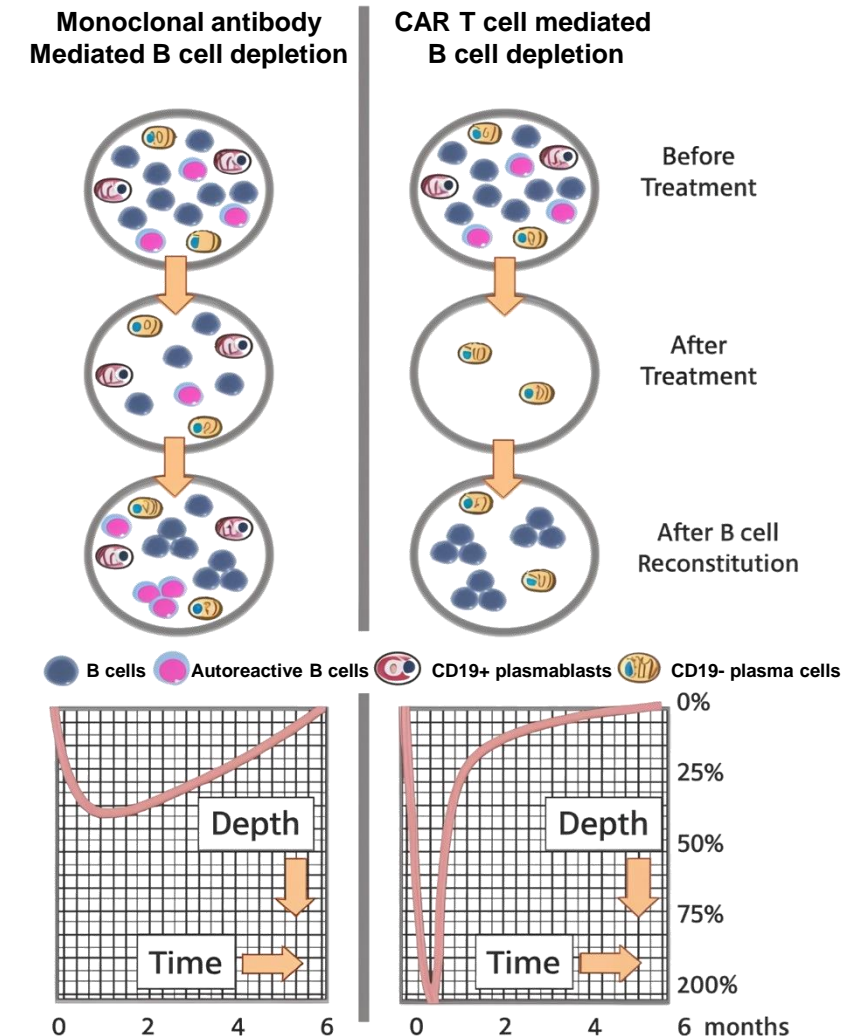 Monoclonal antibody
Mediated B cell depletion
CAR T cell mediated
B cell depletion
Before
Treatment
After
Treatment
After B cell
Reconstitution
B cells
Autoreactive B cells
CD19+ plasmablasts
CD19- plasma cells
Depth
Time
0 2 4 6
Depth
Time
0%
25%
50%
75%
200%
0 2 4 6 months